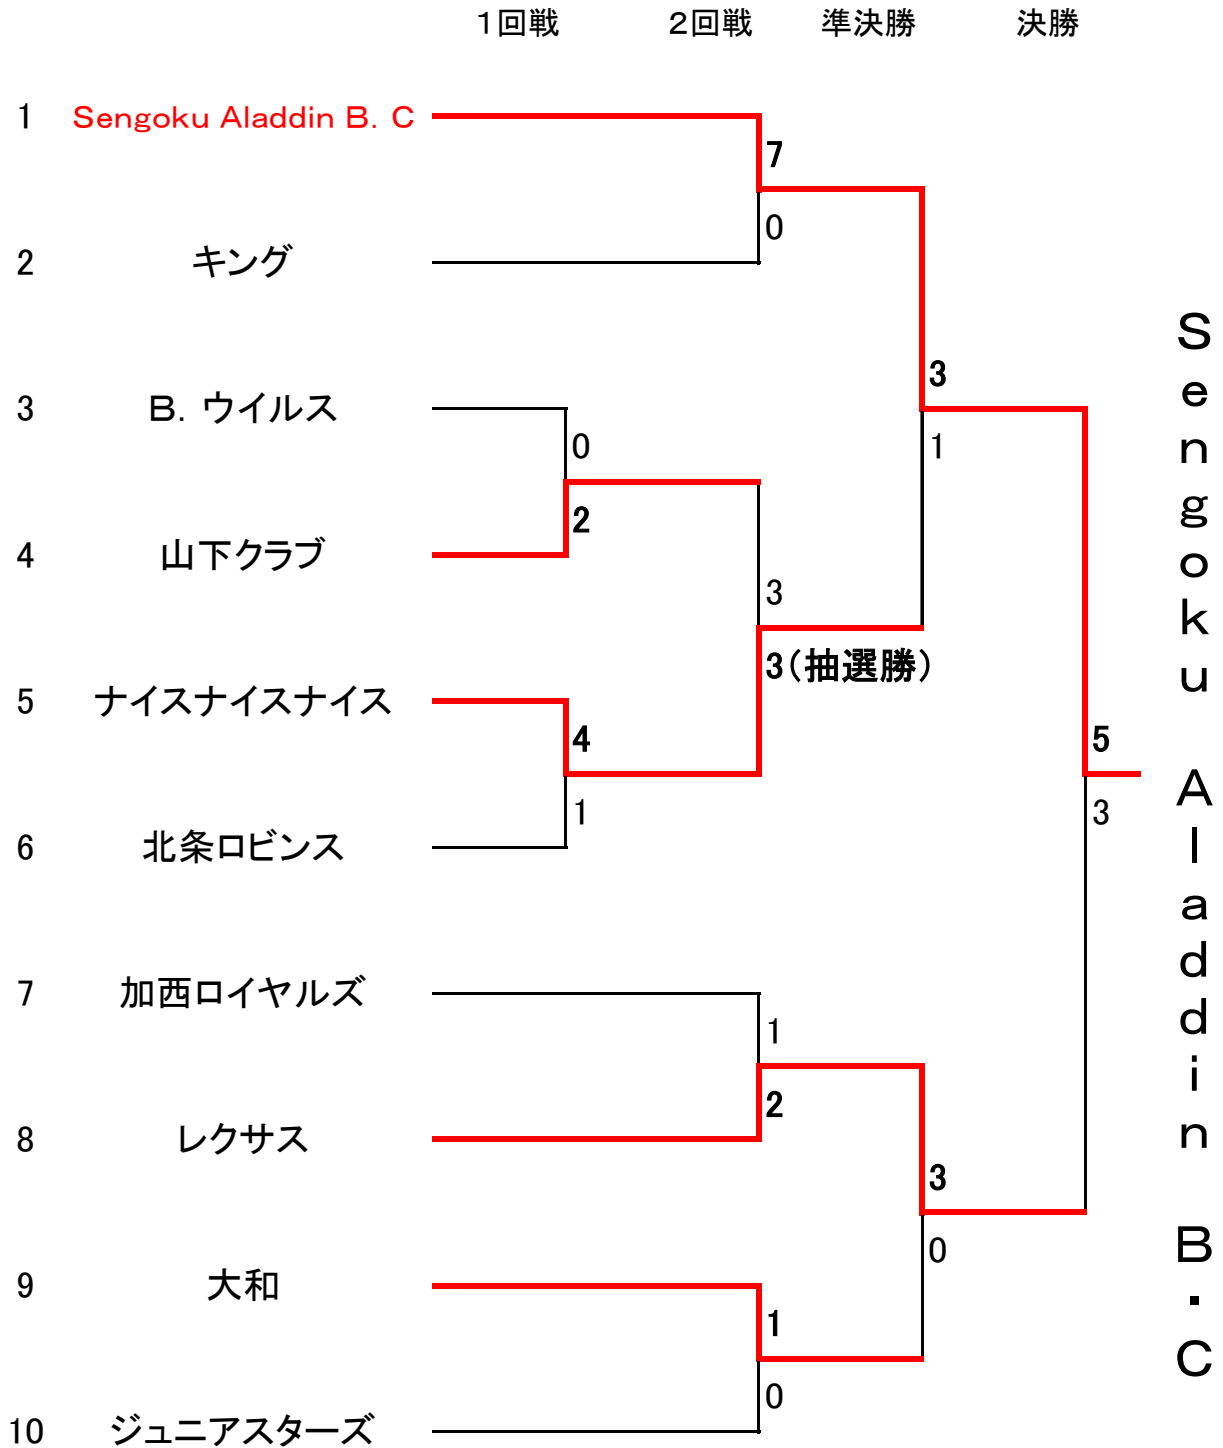 １回戦 ２回戦 準決勝 決勝
1 Sengoku Aladdin B．C
7
0
2 キング
3 B．ウイルス
3
1
0
4 山下クラブ
2
3
3（抽選勝）
5 ナイスナイスナイス
4
5
1
3
6 北条ロビンス
7 加西ロイヤルズ
1
2
8 レクサス
3
0
9 大和
1
0
10 ジュニアスターズ
Sengoku Aladdin B・C